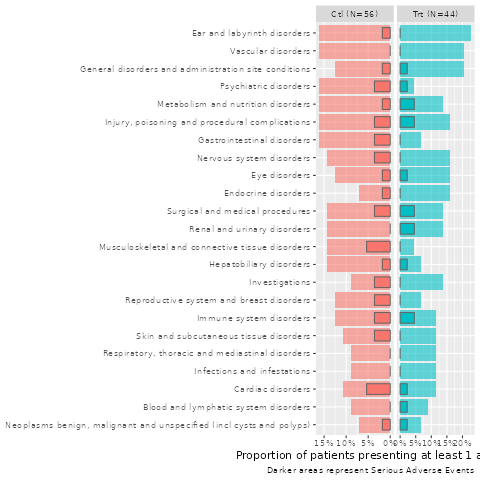 Ctl (N=56) Trt (N=44)
Ear and labyrinth disorders
Vascular disorders
General disorders and administration site conditions
Psychiatric disorders
Metabolism and nutrition disorders
Injury, poisoning and procedural complications
Gastrointestinal disorders
Nervous system disorders
Eye disorders
Endocrine disorders
Surgical and medical procedures
Renal and urinary disorders
Musculoskeletal and connective tissue disorders
Hepatobiliary disorders
Investigations
Reproductive system and breast disorders
Immune system disorders
Skin and subcutaneous tissue disorders
Respiratory, thoracic and mediastinal disorders
Infections and infestations
Cardiac disorders
Blood and lymphatic system disorders
Neoplasms benign, malignant and unspecified (incl cysts and polyps)
15% 10% 5% 0% 0% 5% 10% 15% 20%
Proportion of patients presenting at least 1 a
Darker areas represent Serious Adverse Events